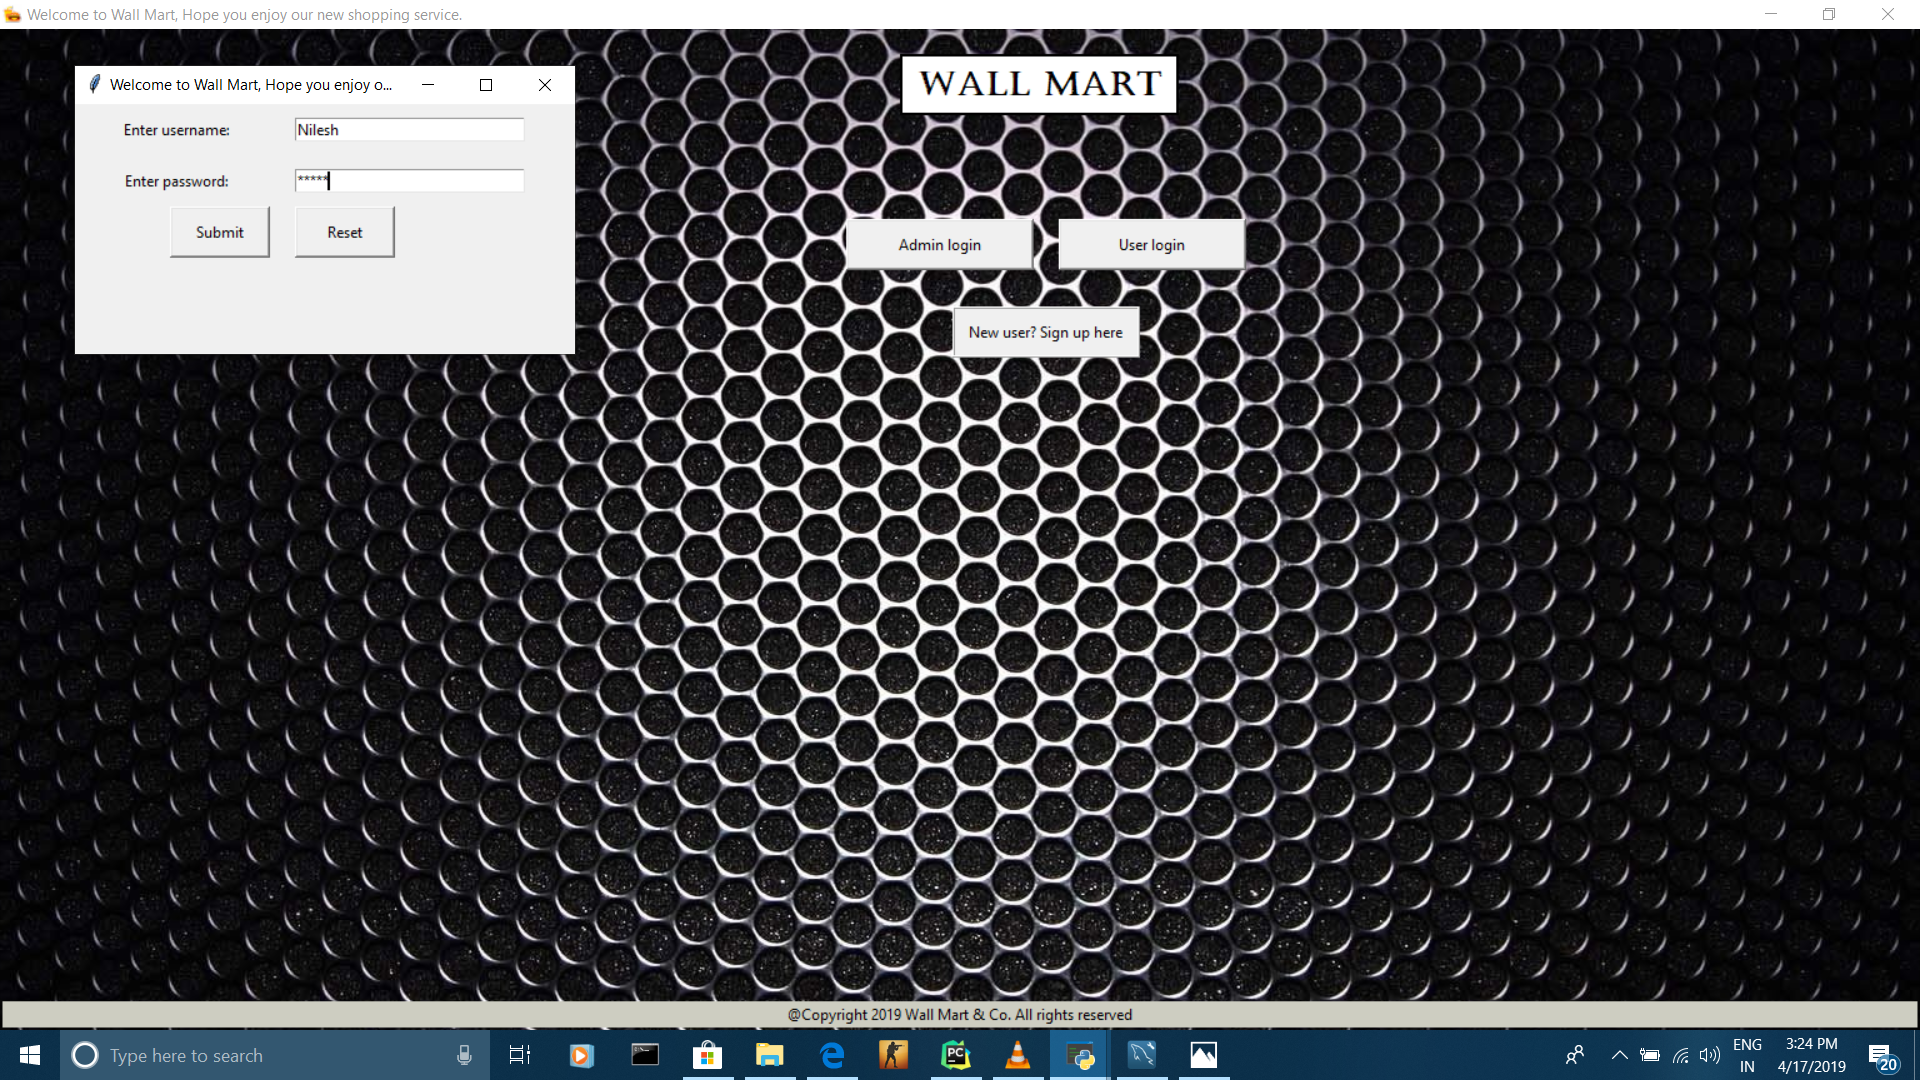 Welcome to Wall Mart, Hope you enjoy our new shopping service.
Welcome to Wall Mart, Hope you enjoy o...
Enter username: Nilesh
Enter password: *****
Submit Reset
WALL MART
Admin login User login
New user? Sign up here
@Copyright 2019 Wall Mart & Co. All rights reserved
Type here to search
PC
ENG
IN
3:24 PM
4/17/2019
20